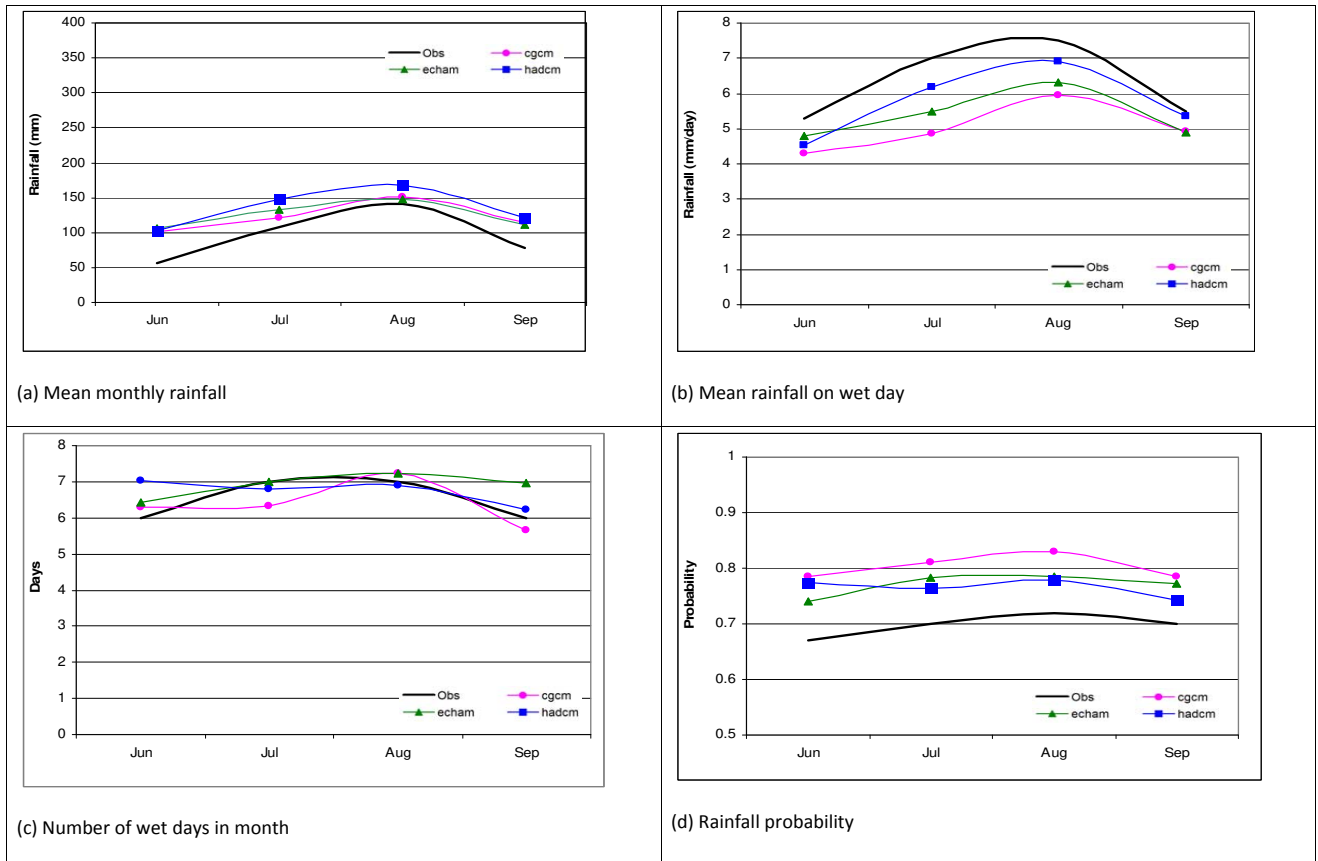 400
350
300
250
200
150
100
50
0
Rainfall (mm)
Obs cgcm
echam hadcm
Jun Jul Aug Sep
(a) Mean monthly rainfall
8
7
6
5
4
3
2
1
0
Rainfall (mm/day)
Obs cgcm
echam hadcm
Jun Jul Aug Sep
(b) Mean rainfall on wet day
8
7
6
5
4
3
2
1
0
Days
Obs cgcm
echam hadcm
Jun Jul Aug Sep
(c) Number of wet days in month
1
0.9
0.8
0.7
0.6
0.5
Probability
Obs cgcm
echam hadcm
Jun Jul Aug Sep
(d) Rainfall probability